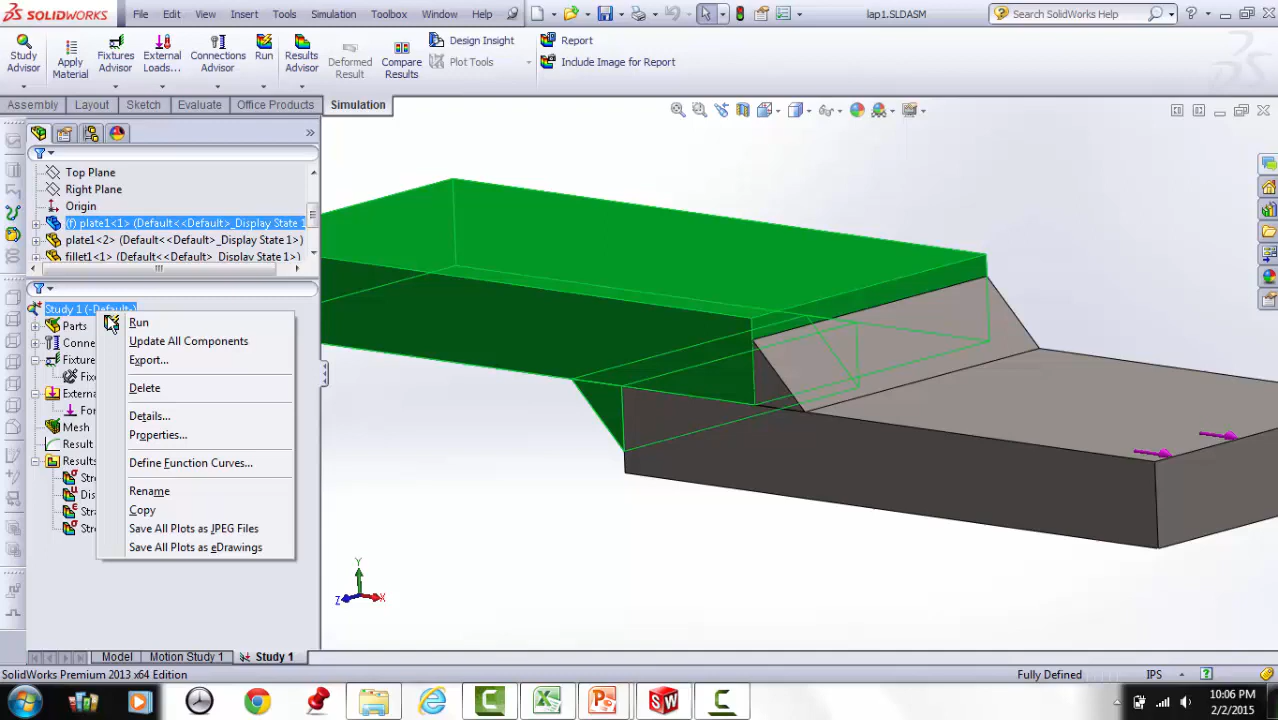 SOLIDWORKS
File Edit View Insert Tools Simulation Toolbox Window Help
lap1.SLDASM
Search SolidWorks Help
Study Advisor
Apply Material
Fixtures Advisor
External Loads...
Connections Advisor
Run
Results Advisor
Deformed Result
Compare Results
Design Insight
Plot Tools
Report
Include Image for Report
Assembly Layout Sketch Evaluate Office Products Simulation
Top Plane
Right Plane
Origin
(f) plate1<1> (Default<<Default>_Display State 1
plate1<2> (Default<<Default>_Display State 1>)
fillet1<1> (Default<<Default>_Display State 1>)
Study 1 (-Default-)
Parts
Conne
Fixture
Fixe
Externa
For
Mesh
Result
Results
Stre
Dis
Stra
Stre
Run
Update All Components
Export...
Delete
Details...
Properties...
Define Function Curves...
Rename
Copy
Save All Plots as JPEG Files
Save All Plots as eDrawings
Y
Z
X
Model Motion Study 1 Study 1
SolidWorks Premium 2013 x64 Edition
Fully Defined
IPS
10:06 PM
2/2/2015